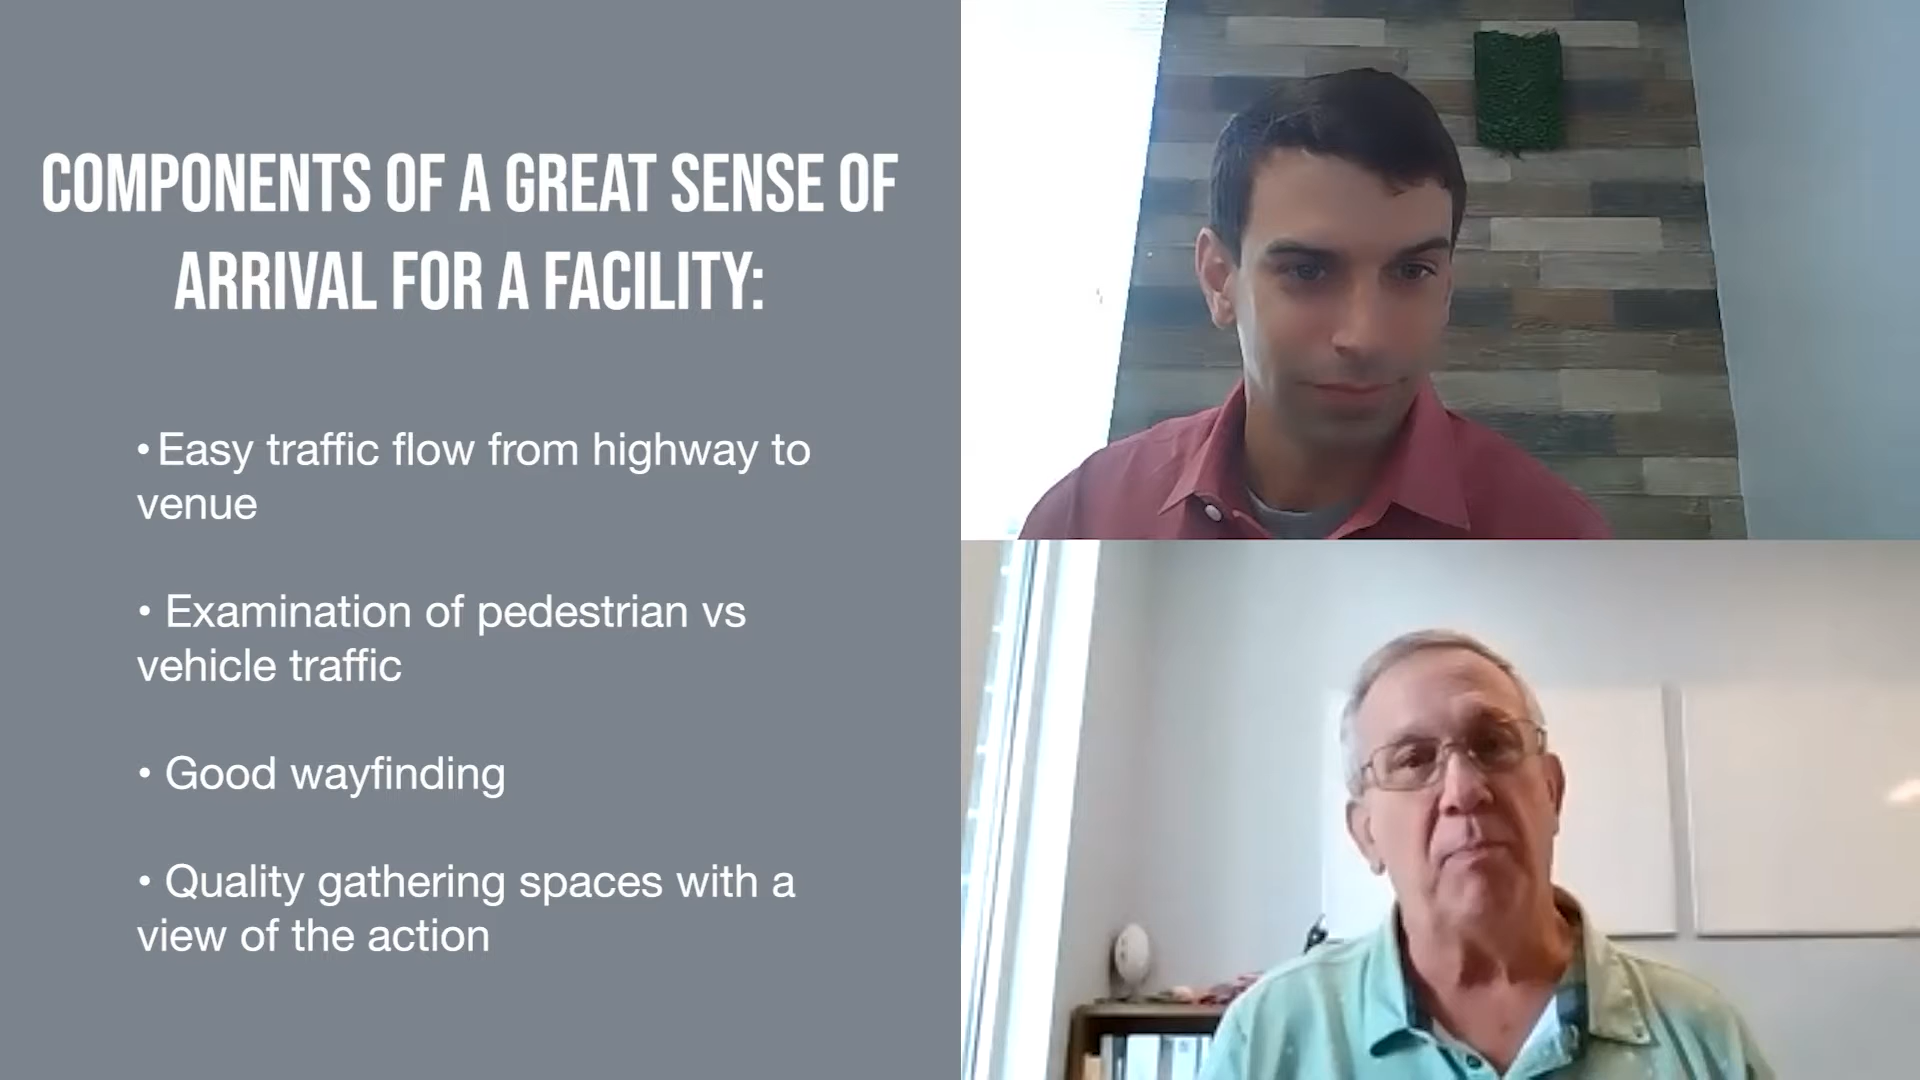 COMPONENTS OF A GREAT SENSE OF
ARRIVAL FOR A FACILITY:
• Easy traffic flow from highway to
venue
• Examination of pedestrian vs
vehicle traffic
• Good wayfinding
• Quality gathering spaces with a
view of the action